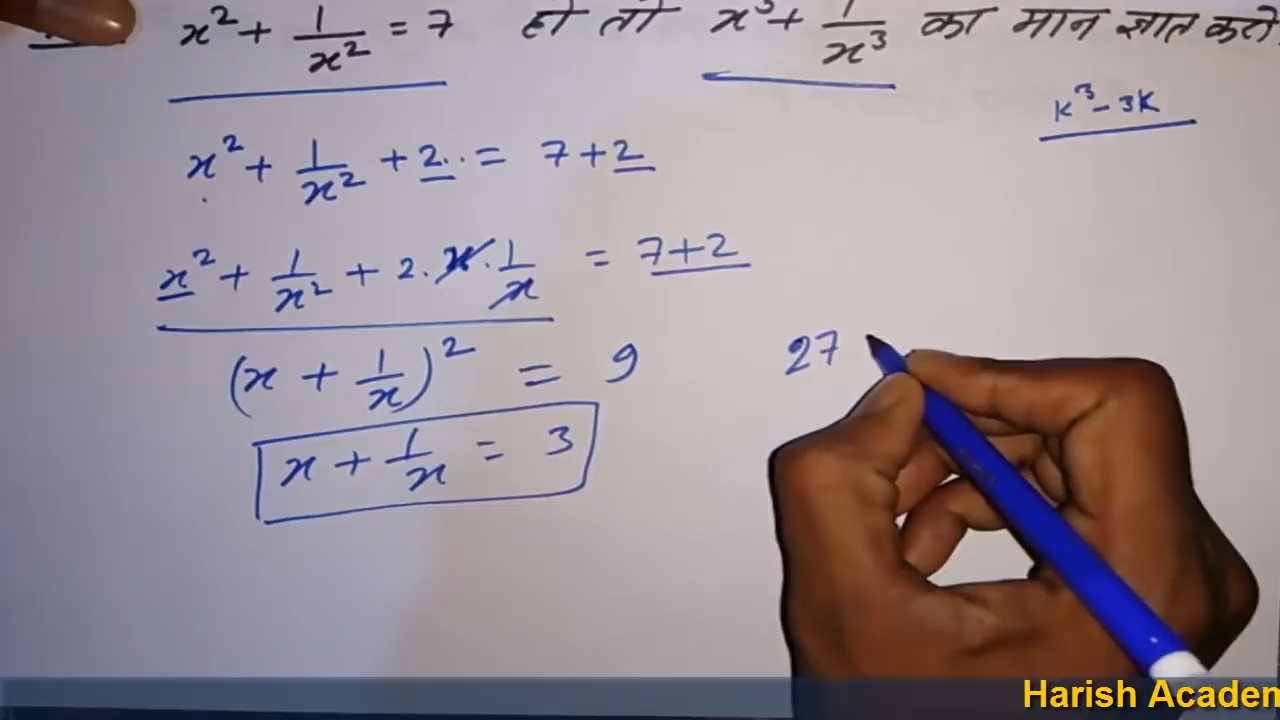 x² + 1/x² = 7 हो तो x³ + 1/x³ का मान ज्ञात करो
k³ - 3k
x² + 1/x² + 2.. = 7 + 2
x² + 1/x² + 2 . x . 1/x = 7 + 2
(x + 1/x)² = 9
27
x + 1/x = 3
Harish Acaden